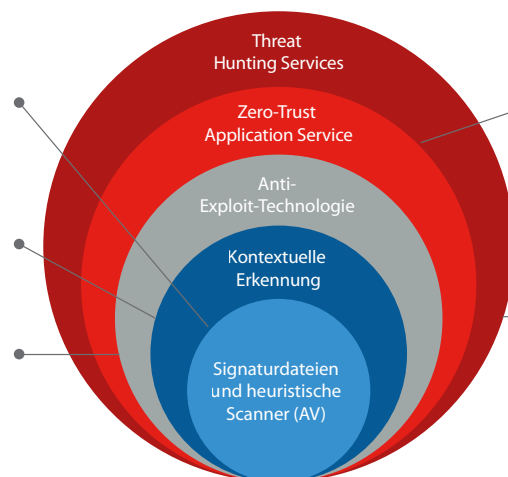 Threat
Hunting Services
Zero-Trust
Application Service
Anti-
Exploit-Technologie
Kontextuelle
Erkennung
Signaturdateien
und heuristische
Scanner (AV)